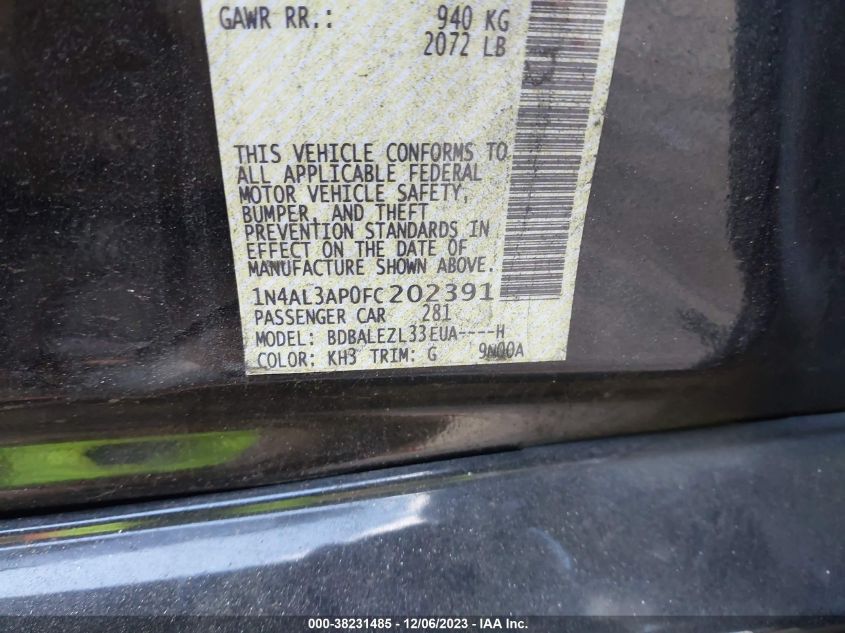 GAWR RR.: 940 KG
2072 LB
THIS VEHICLE CONFORMS TO
ALL APPLICABLE FEDERAL
MOTOR VEHICLE SAFETY,
BUMPER, AND THEFT
PREVENTION STANDARDS IN
EFFECT ON THE DATE OF
MANUFACTURE SHOWN ABOVE.
1N4AL3AP0FC202391
PASSENGER CAR 281
MODEL: BDBALEZL33EUA----H
COLOR: KH3 TRIM: G 9N00A
000-38231485 - 12/06/2023 - IAA Inc.